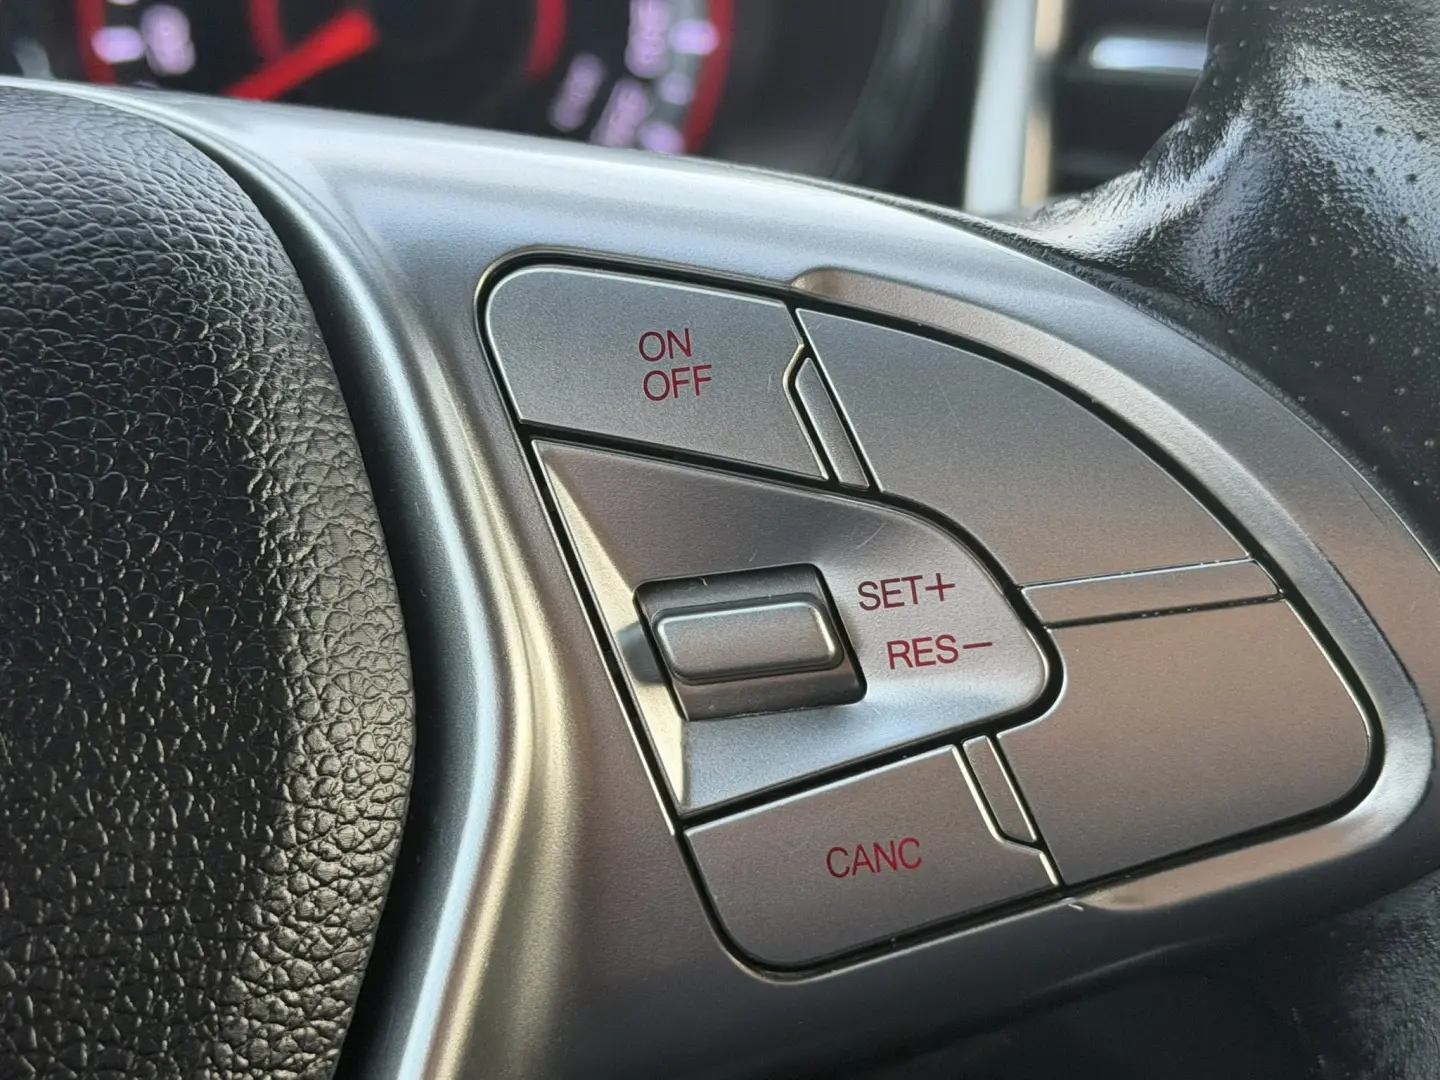 ON
OFF
SET+
RES−
CANC